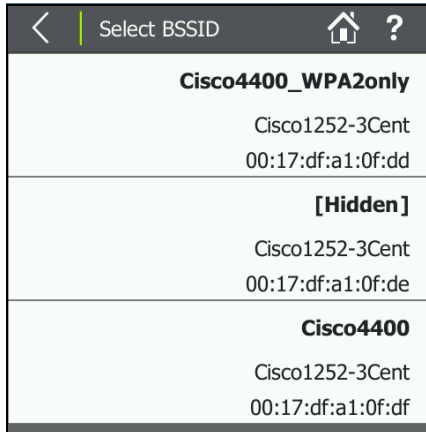 Select BSSID ?
Cisco4400_WPA2only
Cisco1252-3Cent
00:17:df:a1:0f:dd
[Hidden]
Cisco1252-3Cent
00:17:df:a1:0f:de
Cisco4400
Cisco1252-3Cent
00:17:df:a1:0f:df